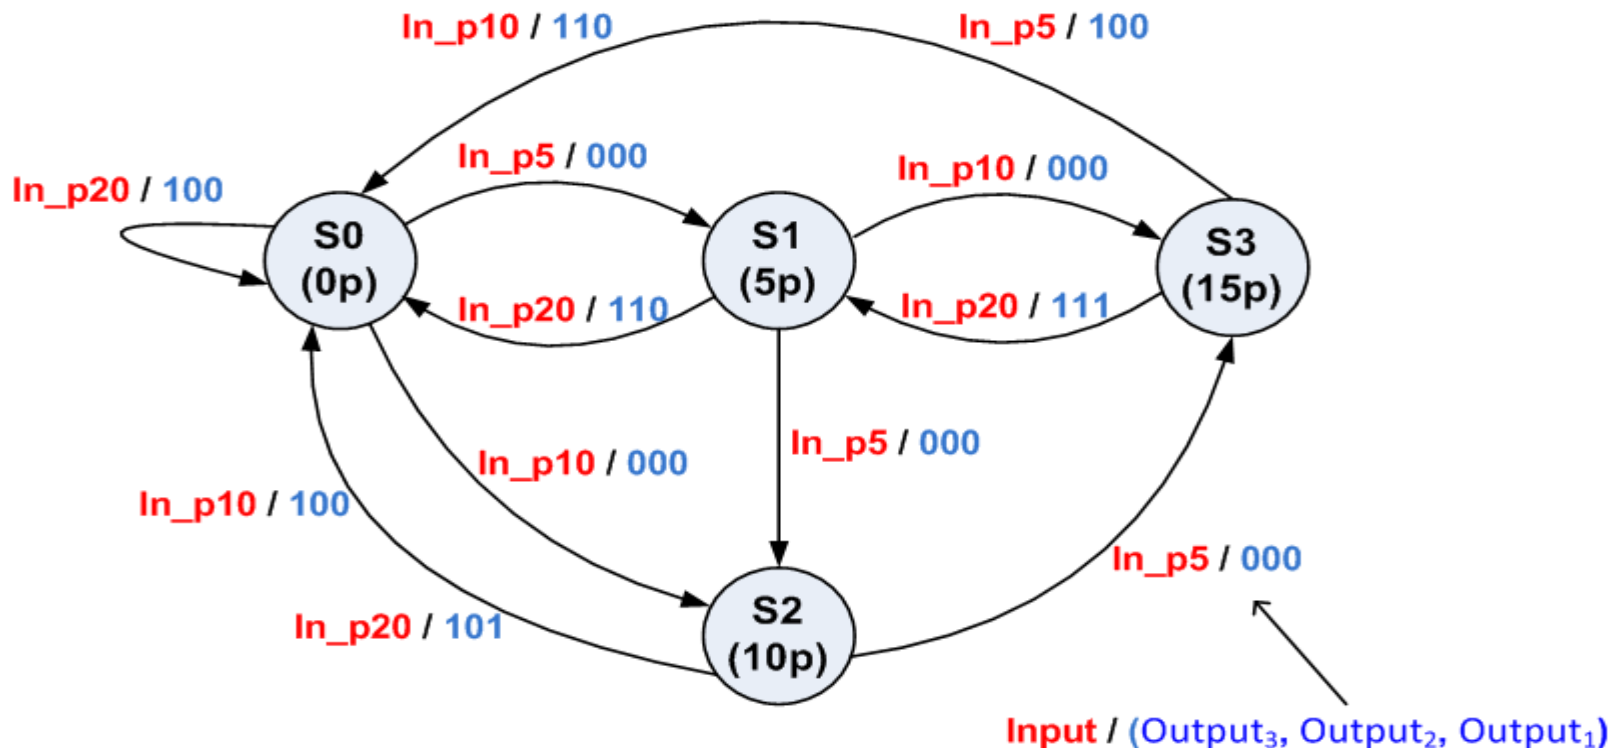 In_p10 / 110
In_p5 / 100
In_p5 / 000
In_p10 / 000
In_p20 / 100
S0
(0p)
S1
(5p)
S3
(15p)
In_p20 / 110
In_p20 / 111
In_p10 / 000
In_p5 / 000
In_p10 / 100
In_p5 / 000
In_p20 / 101
S2
(10p)
Input / (Output₃, Output₂, Output₁)